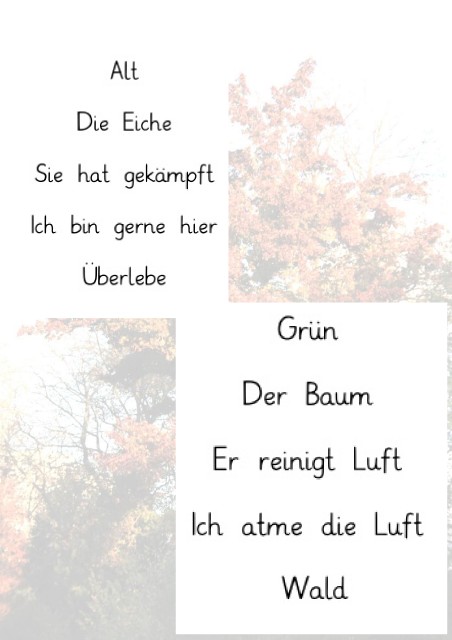 Alt
Die Eiche
Sie hat gekämpft
Ich bin gerne hier
Überlebe
Grün
Der Baum
Er reinigt Luft
Ich atme die Luft
Wald